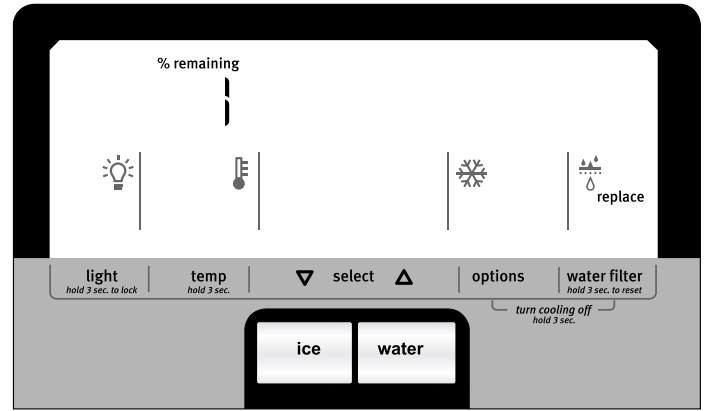 % remaining
1
replace
light temp select options water filter
hold 3 sec. to lock hold 3 sec. hold 3 sec. to reset
turn cooling off
hold 3 sec.
ice water